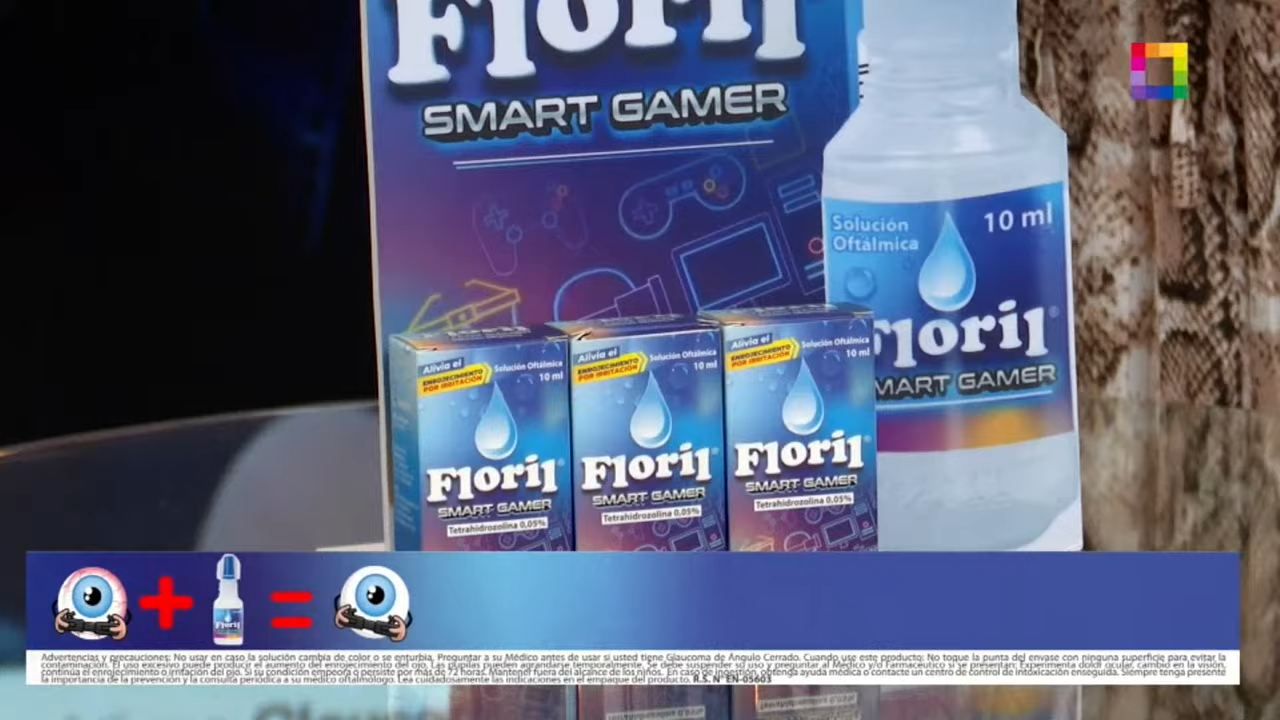 Floril
SMART GAMER
Solución
Oftálmica
10 ml
Floril
SMART GAMER
Alivia el
ENROJECIMIENTO
POR IRRITACIÓN
Solución Oftálmica
10 ml
Floril
SMART GAMER
Tetrahidrozolina 0,05%
Alivia el
ENROJECIMIENTO
POR IRRITACIÓN
Solución Oftálmica
10 ml
Floril
SMART GAMER
Tetrahidrozolina 0,05%
Alivia el
ENROJECIMIENTO
POR IRRITACIÓN
Solución Oftálmica
10 ml
Floril
SMART GAMER
Tetrahidrozolina 0,05%
+
Floril
=
Advertencias y precauciones: No usar en caso la solución cambia de color o se enturbia. Preguntar a su Médico antes de usar si usted tiene Glaucoma de Ángulo Cerrado. Cuando use este producto: No toque la punta del envase con ninguna superficie para evitar la
contaminación. El uso excesivo puede producir el aumento del enrojecimiento del ojo. Las pupilas pueden agrandarse temporalmente. Se debe suspender su uso y preguntar al Médico y/o Farmacéutico si se presentan: Experimenta dolor ocular, cambio en la visión,
continúa el enrojecimiento o irritación del ojo. Si su condición empeora o persiste por más de 72 horas. Mantener fuera del alcance de los niños. En caso de ingestión, obtenga ayuda médica o contacte un centro de control de intoxicación enseguida. Siempre tenga presente
la importancia de la prevención y la consulta periódica a su médico oftalmólogo. Lea cuidadosamente las indicaciones en el empaque del producto. R.S. N° EN-05603